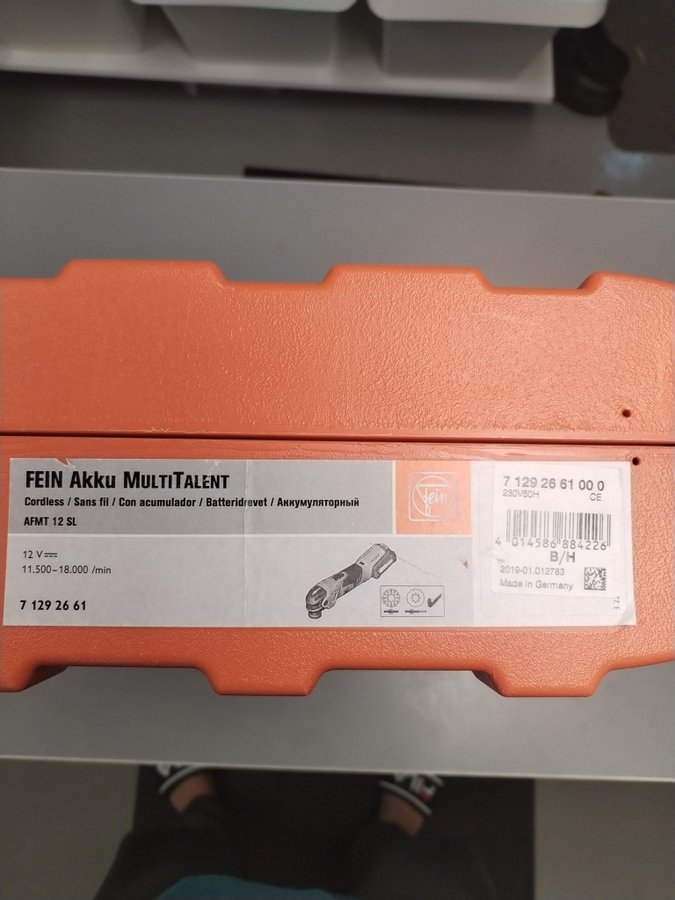 FEIN Akku MULTITALENT
Cordless / Sans fil / Con acumulador / Batteridrevet / Аккумуляторный
AFMT 12 SL
12 V
11.500 – 18.000 /min
7 129 26 61
Fein
7 129 26 61 00 0
230V50H CE
4 014586 884226
B/H
2019-01.012783
Made in Germany